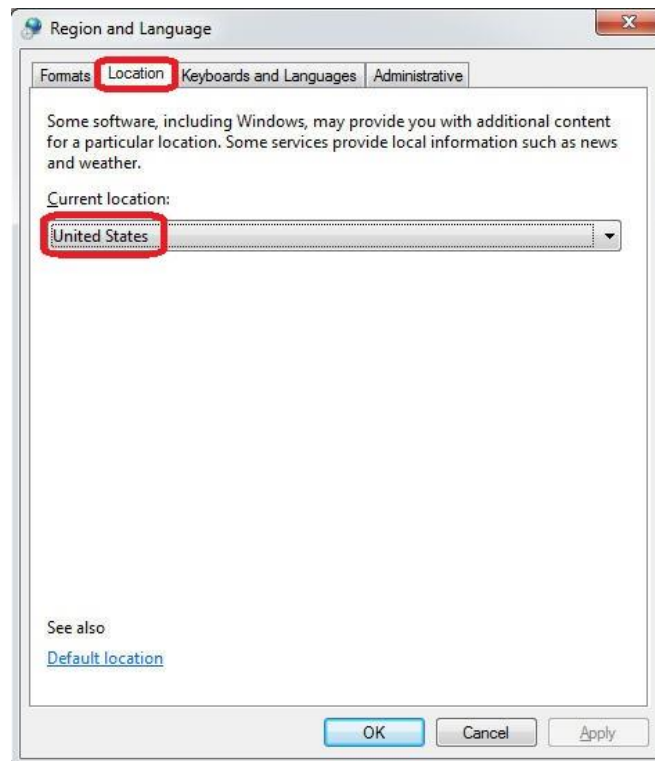 Region and Language
Formats Location Keyboards and Languages Administrative
Some software, including Windows, may provide you with additional content
for a particular location. Some services provide local information such as news
and weather.
Current location:
United States
See also
Default location
OK Cancel Apply